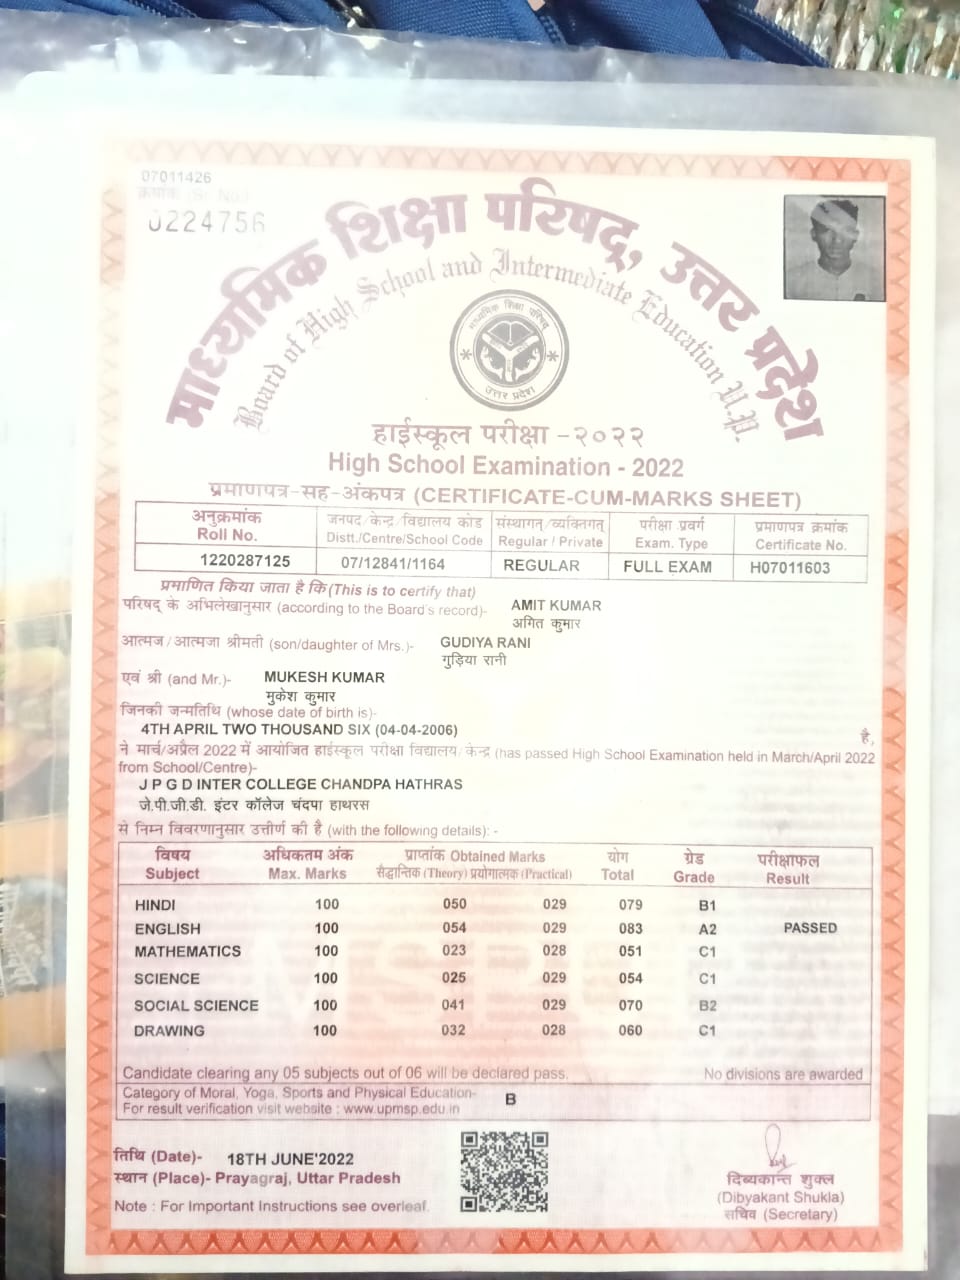 07011426
क्रमांक (Sr. No.)
0224756
माध्यमिक शिक्षा परिषद्, उत्तर प्रदेश
Board of High School and Intermediate Education U.P.
माध्यमिक शिक्षा परिषद्
उत्तर प्रदेश
हाईस्कूल परीक्षा -२०२२
High School Examination - 2022
प्रमाणपत्र-सह-अंकपत्र (CERTIFICATE-CUM-MARKS SHEET)
अनुक्रमांक जनपद/केन्द्र/विद्यालय कोड संस्थागत/व्यक्तिगत परीक्षा प्रवर्ग प्रमाणपत्र क्रमांक
Roll No. Distt./Centre/School Code Regular / Private Exam. Type Certificate No.
1220287125 07/12841/1164 REGULAR FULL EXAM H07011603
प्रमाणित किया जाता है कि (This is to certify that)
परिषद् के अभिलेखानुसार (according to the Board's record)- AMIT KUMAR
अमित कुमार
आत्मज/आत्मजा श्रीमती (son/daughter of Mrs.)- GUDIYA RANI
गुड़िया रानी
एवं श्री (and Mr.)- MUKESH KUMAR
मुकेश कुमार
जिनकी जन्मतिथि (whose date of birth is)-
4TH APRIL TWO THOUSAND SIX (04-04-2006) है,
ने मार्च/अप्रैल 2022 में आयोजित हाईस्कूल परीक्षा विद्यालय/केन्द्र (has passed High School Examination held in March/April 2022
from School/Centre)-
J P G D INTER COLLEGE CHANDPA HATHRAS
जे.पी.जी.डी. इंटर कॉलेज चंदपा हाथरस
से निम्न विवरणानुसार उत्तीर्ण की है (with the following details): -
विषय अधिकतम अंक प्राप्तांक Obtained Marks योग ग्रेड परीक्षाफल
Subject Max. Marks सैद्धान्तिक (Theory) प्रयोगात्मक (Practical) Total Grade Result
HINDI 100 050 029 079 B1
ENGLISH 100 054 029 083 A2 PASSED
MATHEMATICS 100 023 028 051 C1
SCIENCE 100 025 029 054 C1
SOCIAL SCIENCE 100 041 029 070 B2
DRAWING 100 032 028 060 C1
Candidate clearing any 05 subjects out of 06 will be declared pass. No divisions are awarded
Category of Moral, Yoga, Sports and Physical Education- B
For result verification visit website : www.upmsp.edu.in
तिथि (Date)- 18TH JUNE'2022
स्थान (Place)- Prayagraj, Uttar Pradesh
Note : For Important Instructions see overleaf.
दिब्यकान्त शुक्ल
(Dibyakant Shukla)
सचिव (Secretary)